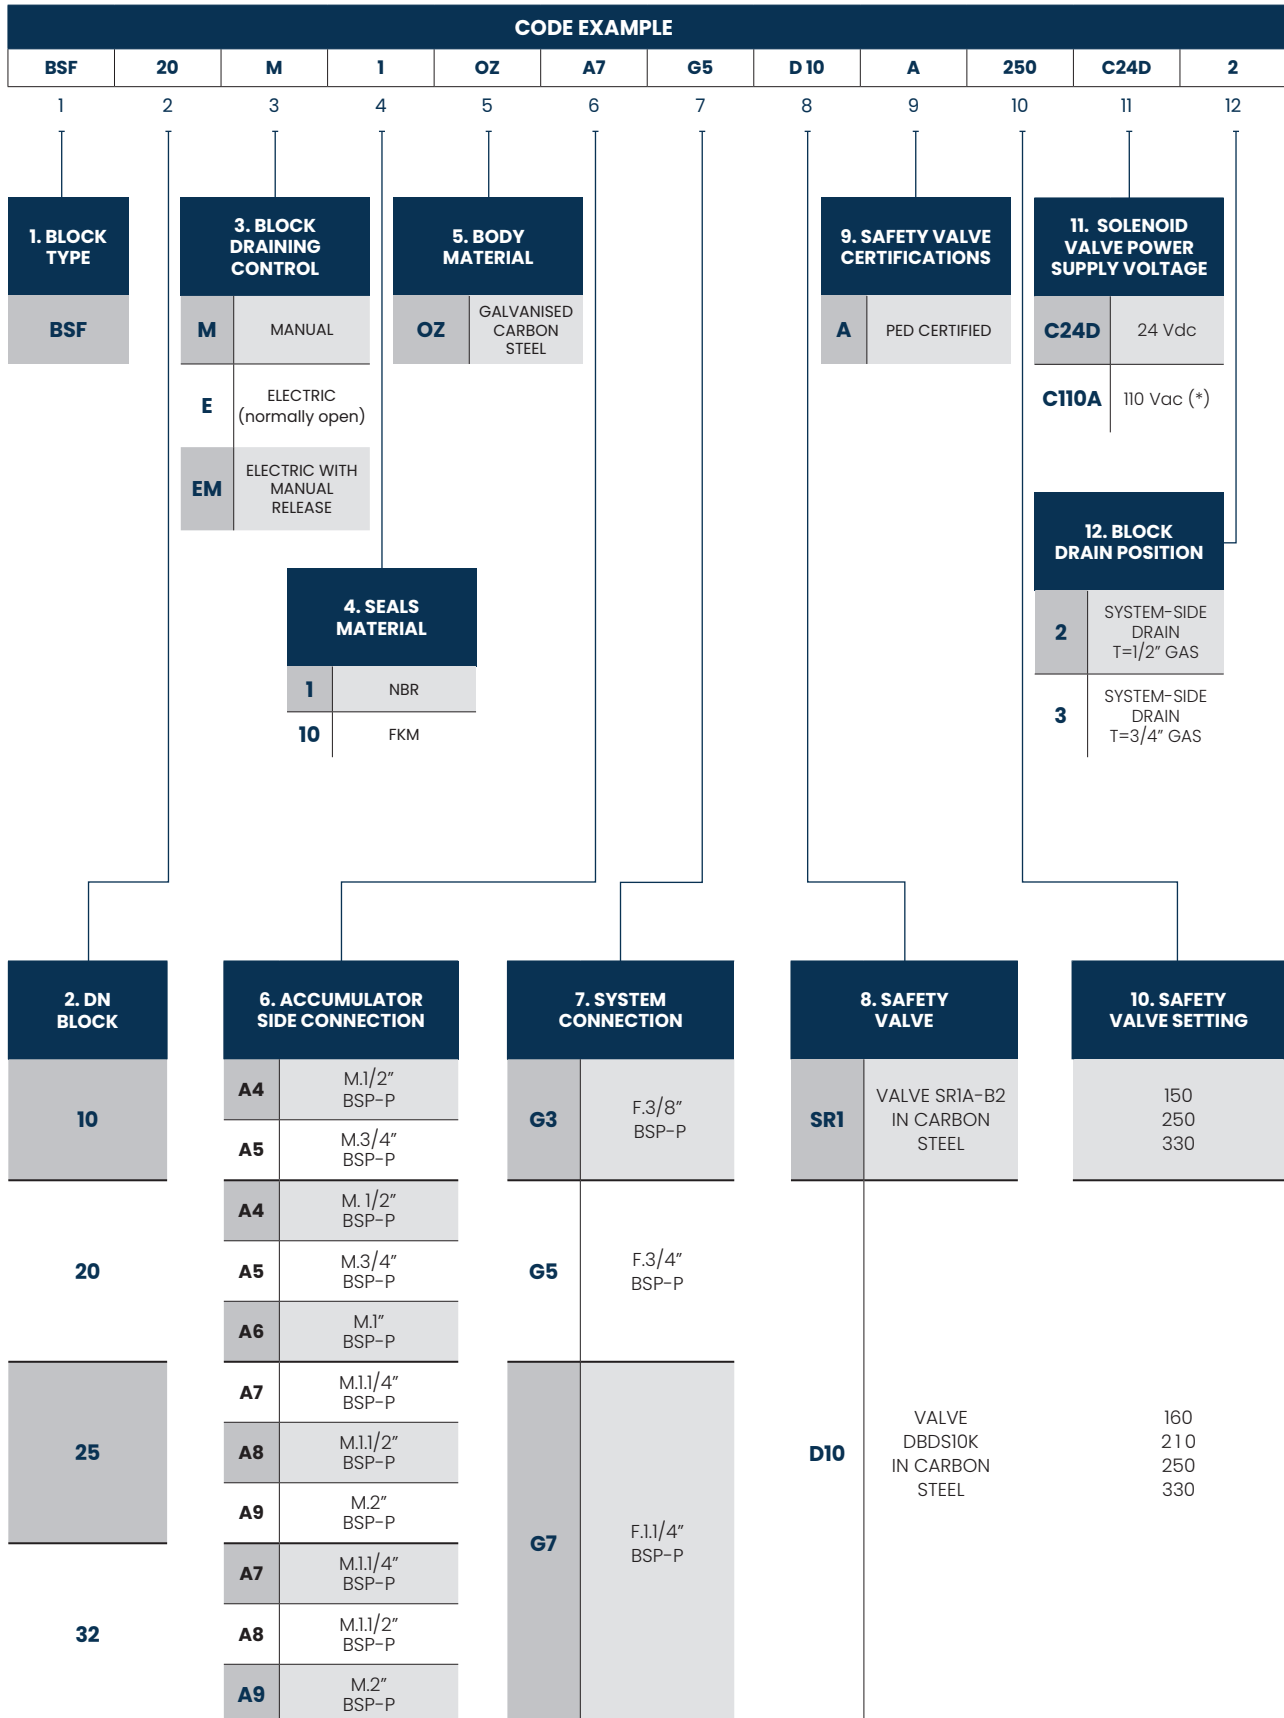 CODE EXAMPLE
BSF 20 M 1 OZ A7 G5 D 10 A 250 C24D 2
1 2 3 4 5 6 7 8 9 10 11 12
1. BLOCK
TYPE
BSF
3. BLOCK
DRAINING
CONTROL
M MANUAL
E ELECTRIC
(normally open)
EM ELECTRIC WITH
MANUAL
RELEASE
5. BODY
MATERIAL
OZ GALVANISED
CARBON
STEEL
9. SAFETY VALVE
CERTIFICATIONS
A PED CERTIFIED
11. SOLENOID
VALVE POWER
SUPPLY VOLTAGE
C24D 24 Vdc
C110A 110 Vac (*)
12. BLOCK
DRAIN POSITION
2 SYSTEM-SIDE
DRAIN
T=1/2” GAS
3 SYSTEM-SIDE
DRAIN
T=3/4” GAS
4. SEALS
MATERIAL
1 NBR
10 FKM
2. DN
BLOCK
10
20
25
32
6. ACCUMULATOR
SIDE CONNECTION
A4 M.1/2”
BSP-P
A5 M.3/4”
BSP-P
A4 M. 1/2”
BSP-P
A5 M.3/4”
BSP-P
A6 M.1”
BSP-P
A7 M.1.1/4”
BSP-P
A8 M.1.1/2”
BSP-P
A9 M.2”
BSP-P
A7 M.1.1/4”
BSP-P
A8 M.1.1/2”
BSP-P
A9 M.2”
BSP-P
7. SYSTEM
CONNECTION
G3 F.3/8”
BSP-P
G5 F.3/4”
BSP-P
G7 F.1.1/4”
BSP-P
8. SAFETY
VALVE
SR1 VALVE SR1A-B2
IN CARBON
STEEL
D10 VALVE
DBDS10K
IN CARBON
STEEL
10. SAFETY
VALVE SETTING
150
250
330
160
210
250
330